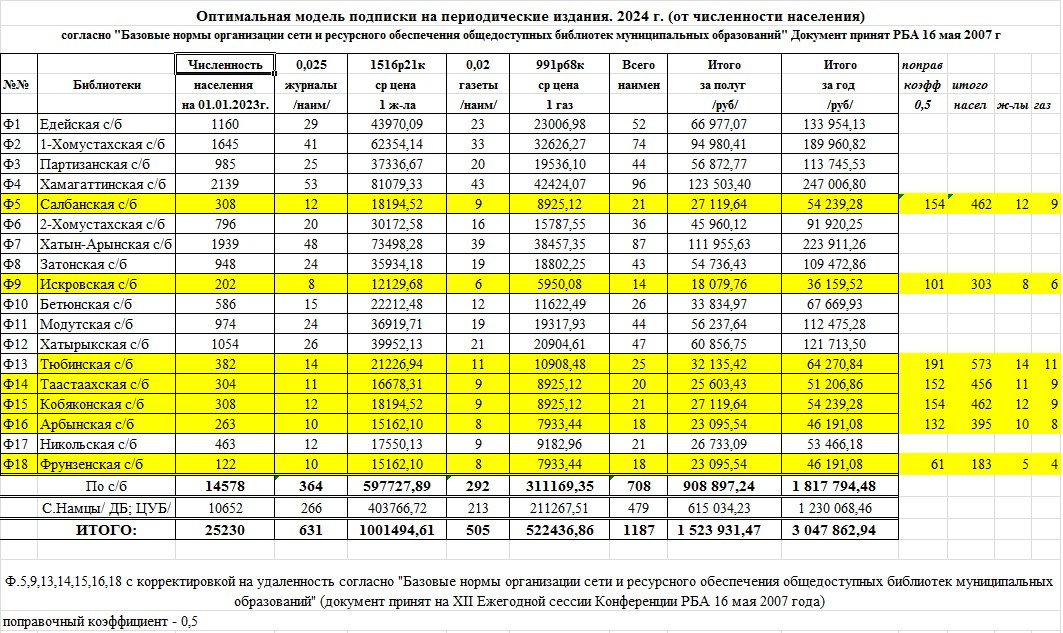 Оптимальная модель подписки на периодические издания. 2024 г. (от численности населения)
согласно "Базовые нормы организации сети и ресурсного обеспечения общедоступных библиотек муниципальных образований" Документ принят РБА 16 мая 2007 г
Численность 0,025 1516р21к 0,02 991р68к Всего Итого Итого поправ
№№ Библиотеки населения журналы ср цена газеты ср цена наимен за полуг за год коэфф итого
на 01.01.2023г. /наим/ 1 ж-ла /наим/ 1 газ /руб/ /руб/ 0,5 насел ж-лы газ
Ф1 Едейская с/б 1160 29 43970,09 23 23006,98 52 66 977,07 133 954,13
Ф2 1-Хомустахская с/б 1645 41 62354,14 33 32626,27 74 94 980,41 189 960,82
Ф3 Партизанская с/б 985 25 37336,67 20 19536,10 44 56 872,77 113 745,53
Ф4 Хамагаттинская с/б 2139 53 81079,33 43 42424,07 96 123 503,40 247 006,80
Ф5 Салбанская с/б 308 12 18194,52 9 8925,12 21 27 119,64 54 239,28 154 462 12 9
Ф6 2-Хомустахская с/б 796 20 30172,58 16 15787,55 36 45 960,12 91 920,25
Ф7 Хатын-Арынская с/б 1939 48 73498,28 39 38457,35 87 111 955,63 223 911,26
Ф8 Затонская с/б 948 24 35934,18 19 18802,25 43 54 736,43 109 472,86
Ф9 Искровская с/б 202 8 12129,68 6 5950,08 14 18 079,76 36 159,52 101 303 8 6
Ф10 Бетюнская с/б 586 15 22212,48 12 11622,49 26 33 834,97 67 669,93
Ф11 Модутская с/б 974 24 36919,71 19 19317,93 44 56 237,64 112 475,28
Ф12 Хатырыкская с/б 1054 26 39952,13 21 20904,61 47 60 856,75 121 713,50
Ф13 Тюбинская с/б 382 14 21226,94 11 10908,48 25 32 135,42 64 270,84 191 573 14 11
Ф14 Таастаахская с/б 304 11 16678,31 9 8925,12 20 25 603,43 51 206,86 152 456 11 9
Ф15 Кобяконская с/б 308 12 18194,52 9 8925,12 21 27 119,64 54 239,28 154 462 12 9
Ф16 Арбынская с/б 263 10 15162,10 8 7933,44 18 23 095,54 46 191,08 132 395 10 8
Ф17 Никольская с/б 463 12 17550,13 9 9182,96 21 26 733,09 53 466,18
Ф18 Фрунзенская с/б 122 10 15162,10 8 7933,44 18 23 095,54 46 191,08 61 183 5 4
По с/б 14578 364 597727,89 292 311169,35 708 908 897,24 1 817 794,48
С.Намцы/ ДБ; ЦУБ/ 10652 266 403766,72 213 211267,51 479 615 034,23 1 230 068,46
ИТОГО: 25230 631 1001494,61 505 522436,86 1187 1 523 931,47 3 047 862,94
Ф.5,9,13,14,15,16,18 с корректировкой на удаленность согласно "Базовые нормы организации сети и ресурсного обеспечения общедоступных библиотек муниципальных
образований" (документ принят на XII Ежегодной сессии Конференции РБА 16 мая 2007 года)
поправочный коэффициент - 0,5